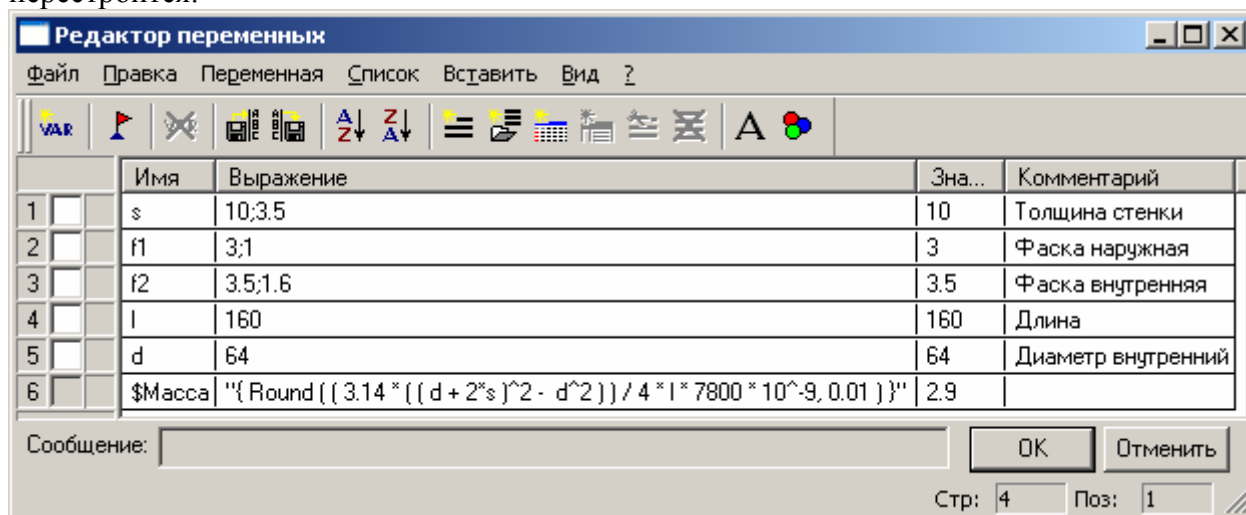 перестроится.
Редактор переменных
Файл Правка Переменная Список Вставить Вид ?
VAR A Z Z A A
Имя Выражение Зна... Комментарий
1 s 10;3.5 10 Толщина стенки
2 f1 3;1 3 Фаска наружная
3 f2 3.5;1.6 3.5 Фаска внутренняя
4 l 160 160 Длина
5 d 64 64 Диаметр внутренний
6 $Масса "{ Round ( ( 3.14 * ( ( d + 2*s )^2 - d^2 ) ) / 4 * l * 7800 * 10^-9, 0.01 ) }" 2.9
Сообщение: OK Отменить
Стр: 4 Поз: 1